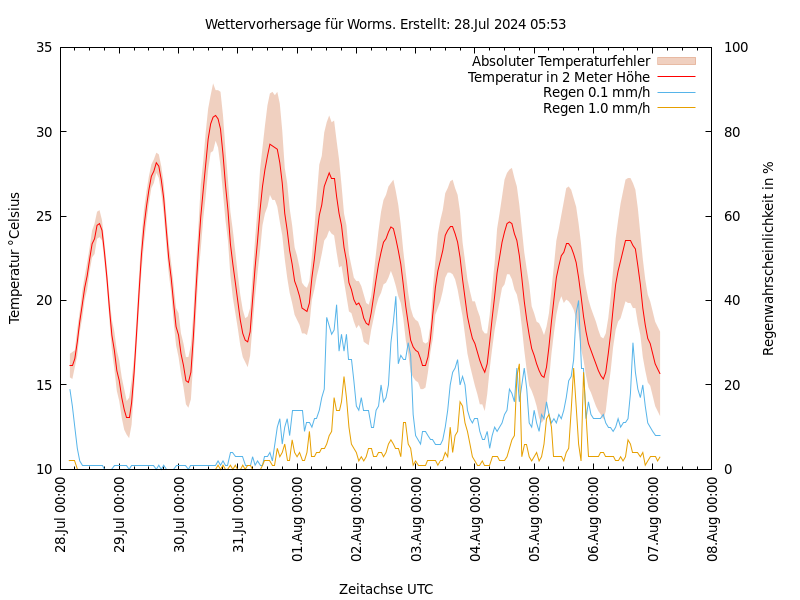 Wettervorhersage für Worms. Erstellt: 28.Jul 2024 05:53
Absoluter Temperaturfehler
Temperatur in 2 Meter Höhe
Regen 0.1 mm/h
Regen 1.0 mm/h
Temperatur °Celsius
35
30
25
20
15
10
Regenwahrscheinlichkeit in %
100
80
60
40
20
0
28.Jul 00:00
29.Jul 00:00
30.Jul 00:00
31.Jul 00:00
01.Aug 00:00
02.Aug 00:00
03.Aug 00:00
04.Aug 00:00
05.Aug 00:00
06.Aug 00:00
07.Aug 00:00
08.Aug 00:00
Zeitachse UTC